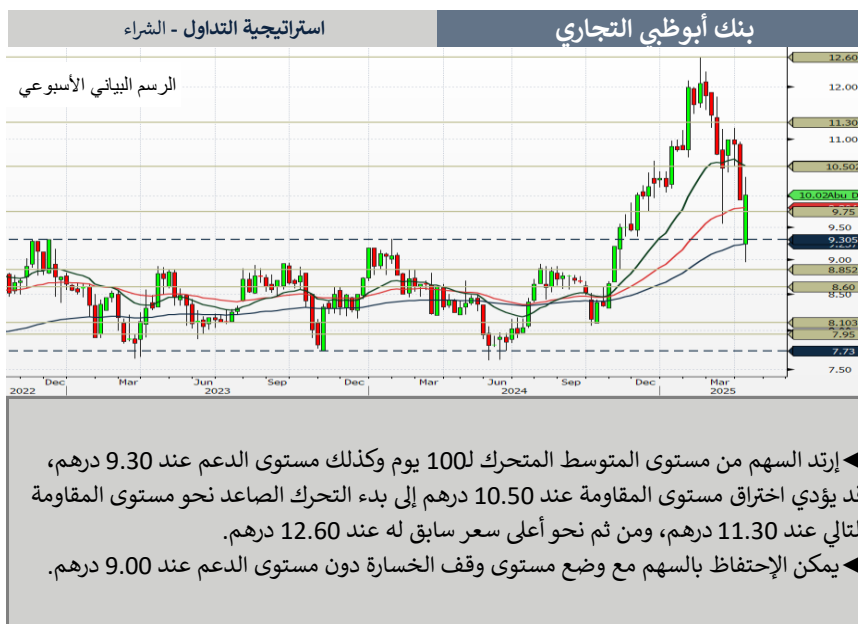 بنك أبوظبي التجاري
استراتيجية التداول - الشراء
الرسم البياني الأسبوعي
12.60
12.00
11.30
11.00
10.502
10.02Abu D
9.75
9.50
9.305
9.00
8.852
8.60
8.50
8.103
7.95
7.73
7.50
Dec Mar Jun Sep Dec Mar Jun Sep Dec Mar
2022 2023 2024 2025
◄إرتد السهم من مستوى المتوسط المتحرك لـ100 يوم وكذلك مستوى الدعم عند 9.30 درهم،
يؤدي اختراق مستوى المقاومة عند 10.50 درهم إلى بدء التحرك الصاعد نحو مستوى المقاومة
عند 11.30 درهم، ومن ثم نحو أعلى سعر سابق له عند 12.60 درهم.
◄يمكن الإحتفاظ بالسهم مع وضع مستوى وقف الخسارة دون مستوى الدعم عند 9.00 درهم.